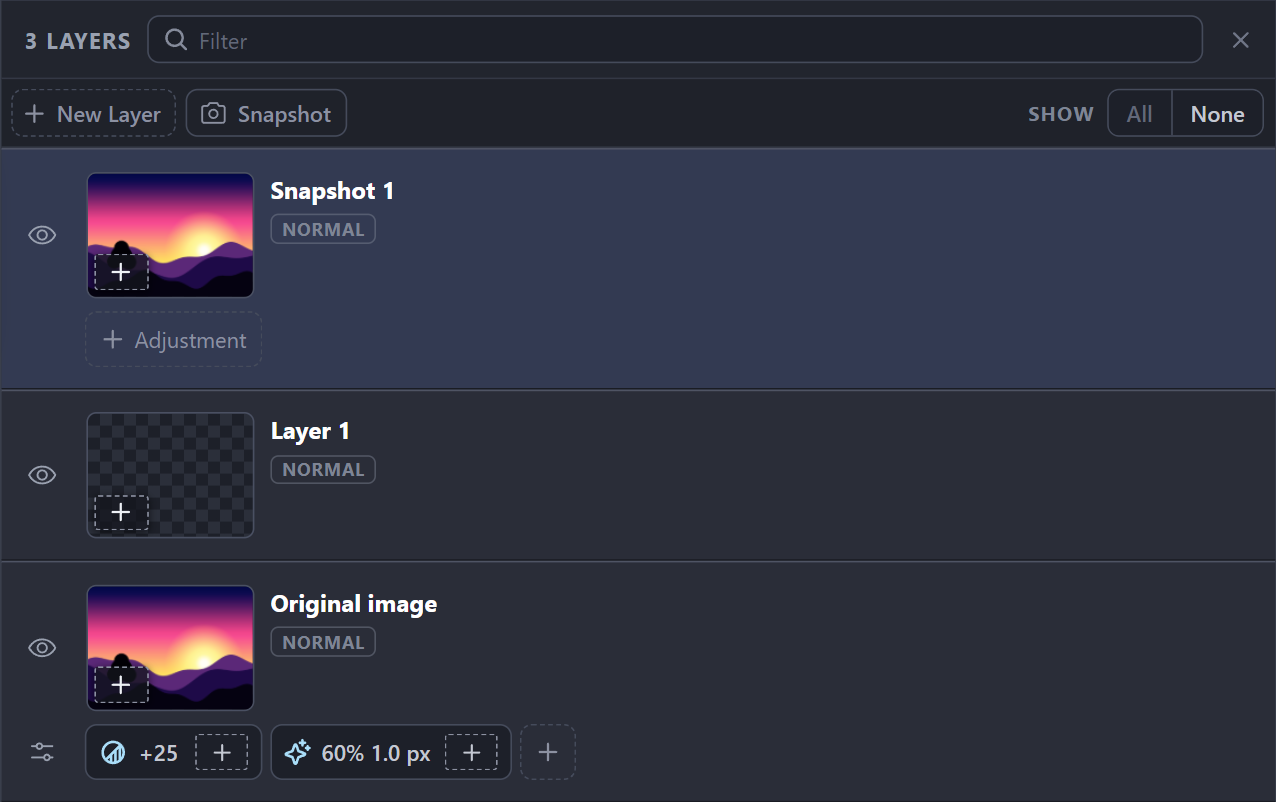 3 LAYERS Filter
New Layer Snapshot SHOW All None
Snapshot 1
NORMAL
Adjustment
Layer 1
NORMAL
Original image
NORMAL
+25 60% 1.0 px